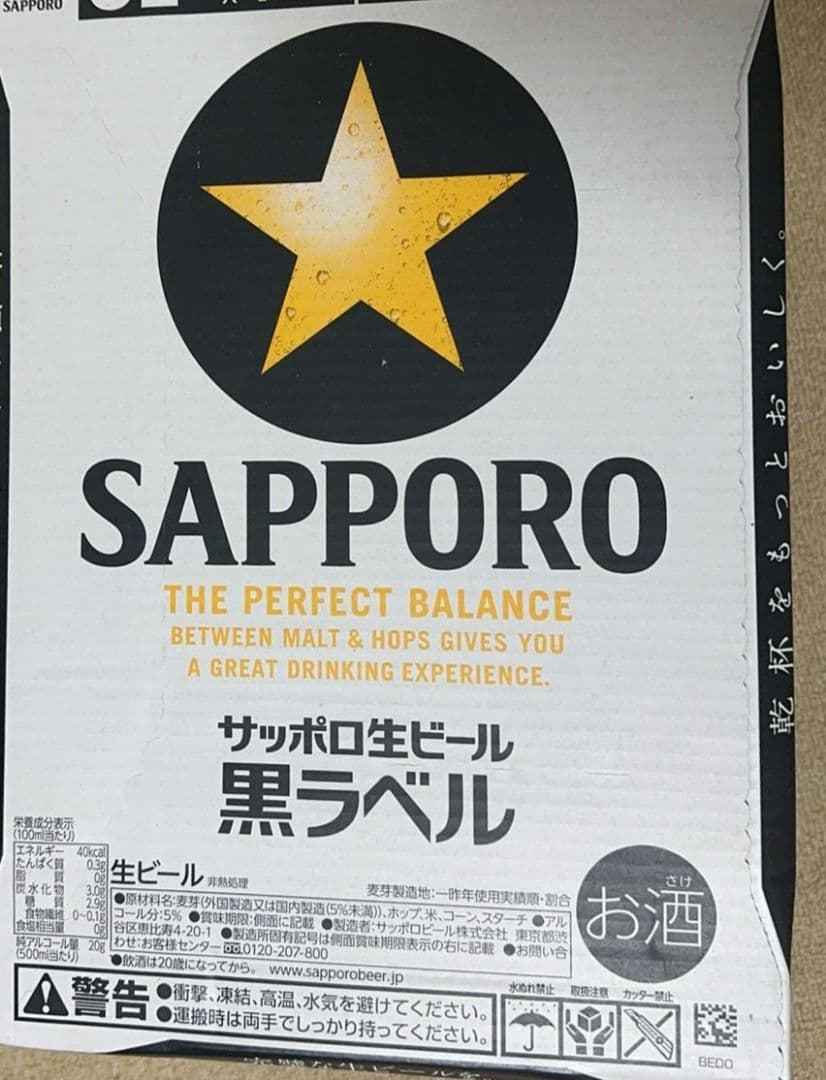 SAPPORO
SAPPORO
THE PERFECT BALANCE
BETWEEN MALT & HOPS GIVES YOU
A GREAT DRINKING EXPERIENCE.
サッポロ生ビール
黒ラベル
乾杯をもっとおいしく。
栄養成分表示
(100ml当たり)
エネルギー 40kcal
たんぱく質 0.3g
脂質 0g
炭水化物 3.0g
糖質 2.9g
食物繊維 0~0.1g
食塩相当量 0g
純アルコール量 20g
(500ml当たり)
生ビール 非熱処理
麦芽製造地:一昨年使用実績順・割合
●原材料名:麦芽(外国製造又は国内製造(5%未満))、ホップ、米、コーン、スターチ ●アル
コール分:5% ●賞味期限:側面に記載 ●製造者:サッポロビール株式会社 東京都渋
谷区恵比寿4-20-1 ●製造所固有記号は側面賞味期限表示の右に記載 ●お問い合
わせ:お客様センター 0120-207-800
●飲酒は20歳になってから。 www.sapporobeer.jp
さけ
お酒
警告
●衝撃、凍結、高温、水気を避けてください。
●運搬時は両手でしっかり持ってください。
水ぬれ禁止 取扱注意 カッター禁止
BEDO